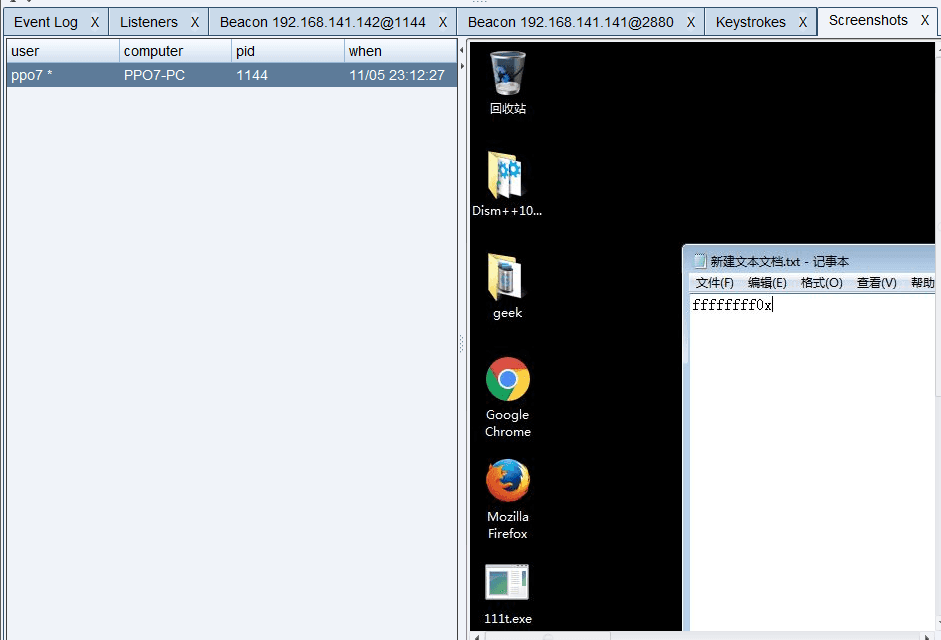 Event Log X Listeners X Beacon 192.168.141.142@1144 X Beacon 192.168.141.141@2880 X Keystrokes X Screenshots X
user computer pid when
ppo7 * PPO7-PC 1144 11/05 23:12:27
回收站
Dism++10...
geek
Google
Chrome
Mozilla
Firefox
111t.exe
新建文本文档.txt - 记事本
文件(F) 编辑(E) 格式(O) 查看(V) 帮助
ffffffff0x